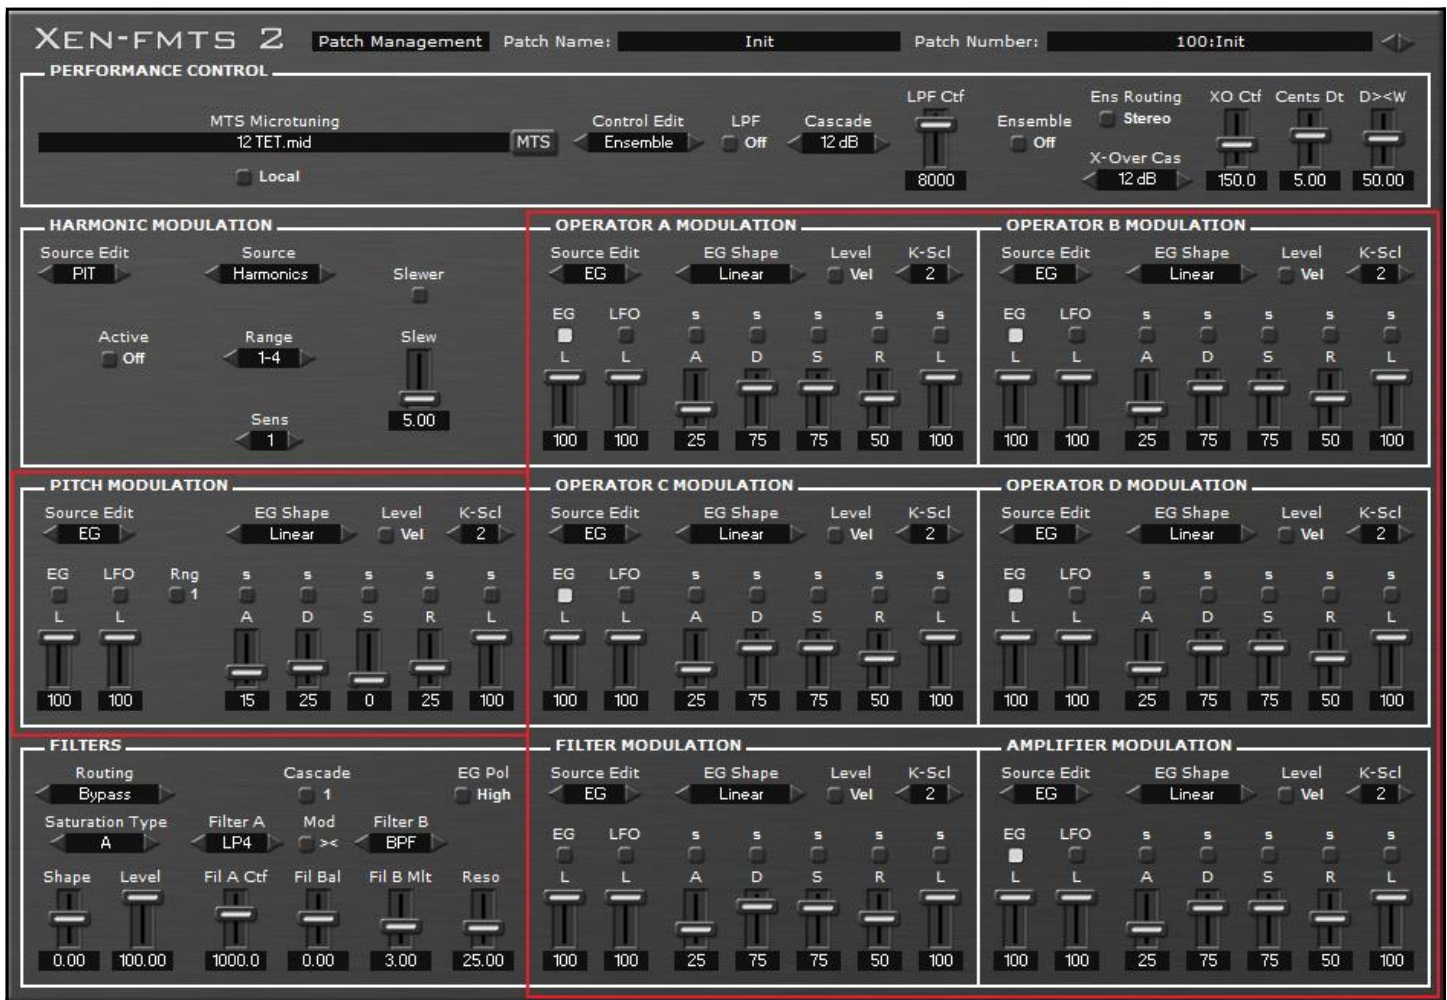 XEN-FMTS 2 Patch Management Patch Name: Init Patch Number: 100:Init
PERFORMANCE CONTROL
LPF Ctf Ens Routing XO Ctf Cents Dt D><W
MTS Microtuning Control Edit LPF Cascade Ensemble Stereo
12 TET.mid MTS Ensemble Off 12 dB Off
X-Over Cas
Local 8000 12 dB 150.0 5.00 50.00
HARMONIC MODULATION
Source Edit Source Slewer
PIT Harmonics
Active Range Slew
Off 1-4
Sens 5.00
1
OPERATOR A MODULATION
Source Edit EG Shape Level K-Scl
EG Linear Vel 2
EG LFO s s s s s
L L A D S R L
100 100 25 75 75 50 100
OPERATOR B MODULATION
Source Edit EG Shape Level K-Scl
EG Linear Vel 2
EG LFO s s s s s
L L A D S R L
100 100 25 75 75 50 100
PITCH MODULATION
Source Edit EG Shape Level K-Scl
EG Linear Vel 2
EG LFO Rng s s s s s
1
L L A D S R L
100 100 15 25 0 25 100
OPERATOR C MODULATION
Source Edit EG Shape Level K-Scl
EG Linear Vel 2
EG LFO s s s s s
L L A D S R L
100 100 25 75 75 50 100
OPERATOR D MODULATION
Source Edit EG Shape Level K-Scl
EG Linear Vel 2
EG LFO s s s s s
L L A D S R L
100 100 25 75 75 50 100
FILTERS
Routing Cascade EG Pol
Bypass 1 High
Saturation Type Filter A Mod Filter B
A LP4 >< BPF
Shape Level Fil A Ctf Fil Bal Fil B Mlt Reso
0.00 100.00 1000.0 0.00 3.00 25.00
FILTER MODULATION
Source Edit EG Shape Level K-Scl
EG Linear Vel 2
EG LFO s s s s s
L L A D S R L
100 100 25 75 75 50 100
AMPLIFIER MODULATION
Source Edit EG Shape Level K-Scl
EG Linear Vel 2
EG LFO s s s s s
L L A D S R L
100 100 25 75 75 50 100